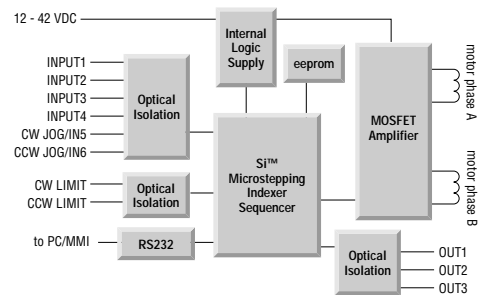 12 - 42 VDC
Internal
Logic
Supply
eeprom
MOSFET
Amplifier
motor phase A
motor phase B
INPUT1
INPUT2
INPUT3
INPUT4
CW JOG/IN5
CCW JOG/IN6
Optical
Isolation
Si™
Microstepping
Indexer
Sequencer
CW LIMIT
CCW LIMIT
Optical
Isolation
to PC/MMI
RS232
Optical
Isolation
OUT1
OUT2
OUT3